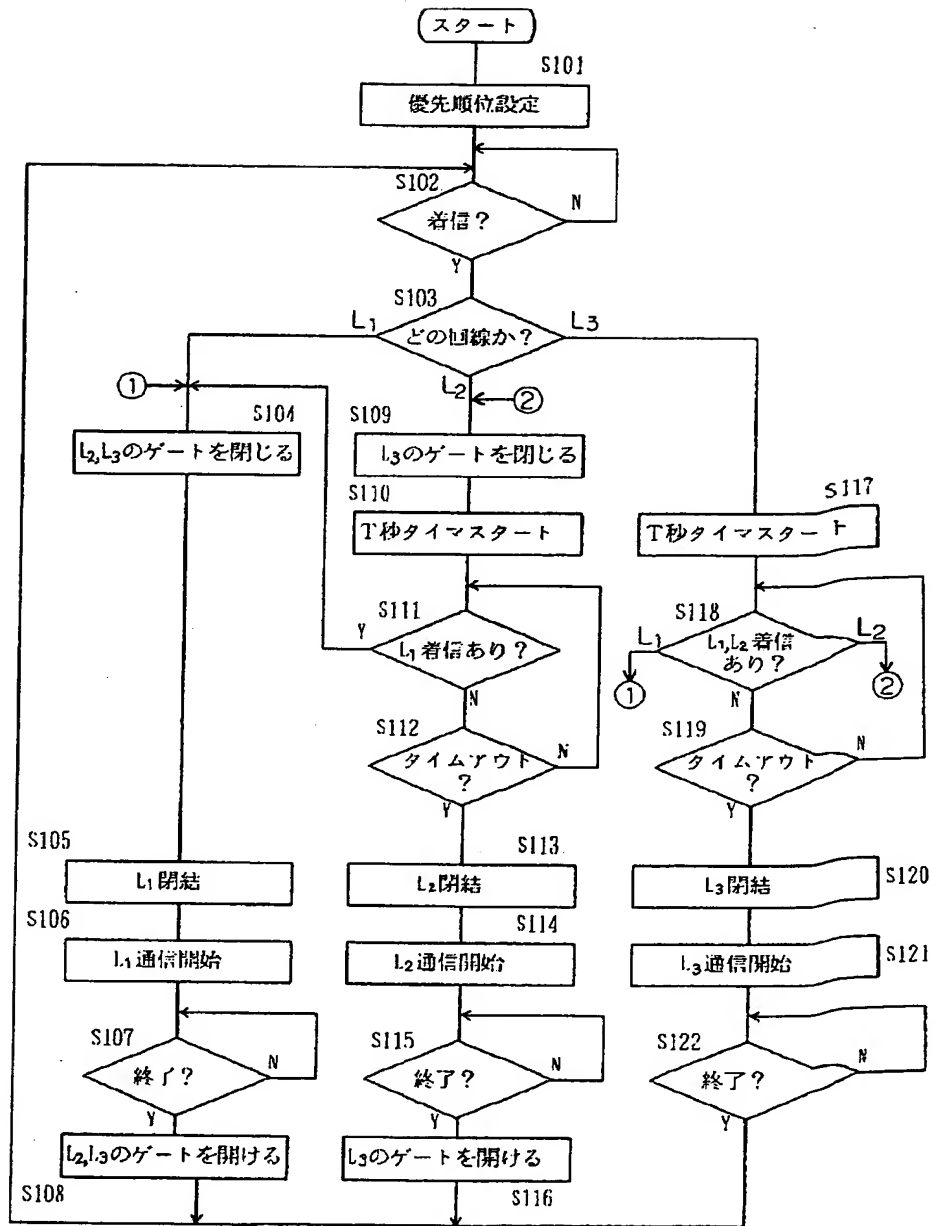 スタート
S101
優先順位設定
S102
着信?
N
Y
S103
L1
どの回線か?
L3
L2
①
②
S104
L2,L3のゲートを閉じる
S109
L3のゲートを閉じる
S110
T秒タイマスタート
S117
T秒タイマスタート
S111
Y
L1着信あり?
N
S118
L1
L1,L2着信
あり?
L2
①
②
N
S112
タイムアウト
?
N
Y
S119
タイムアウト
?
N
Y
S105
L1閉結
S113
L2閉結
L3閉結
S120
S106
L1通信開始
S114
L2通信開始
L3通信開始
S121
S107
終了?
N
Y
S115
終了?
N
Y
S122
終了?
N
Y
L2,L3のゲートを開ける
S108
L3のゲートを開ける
S116